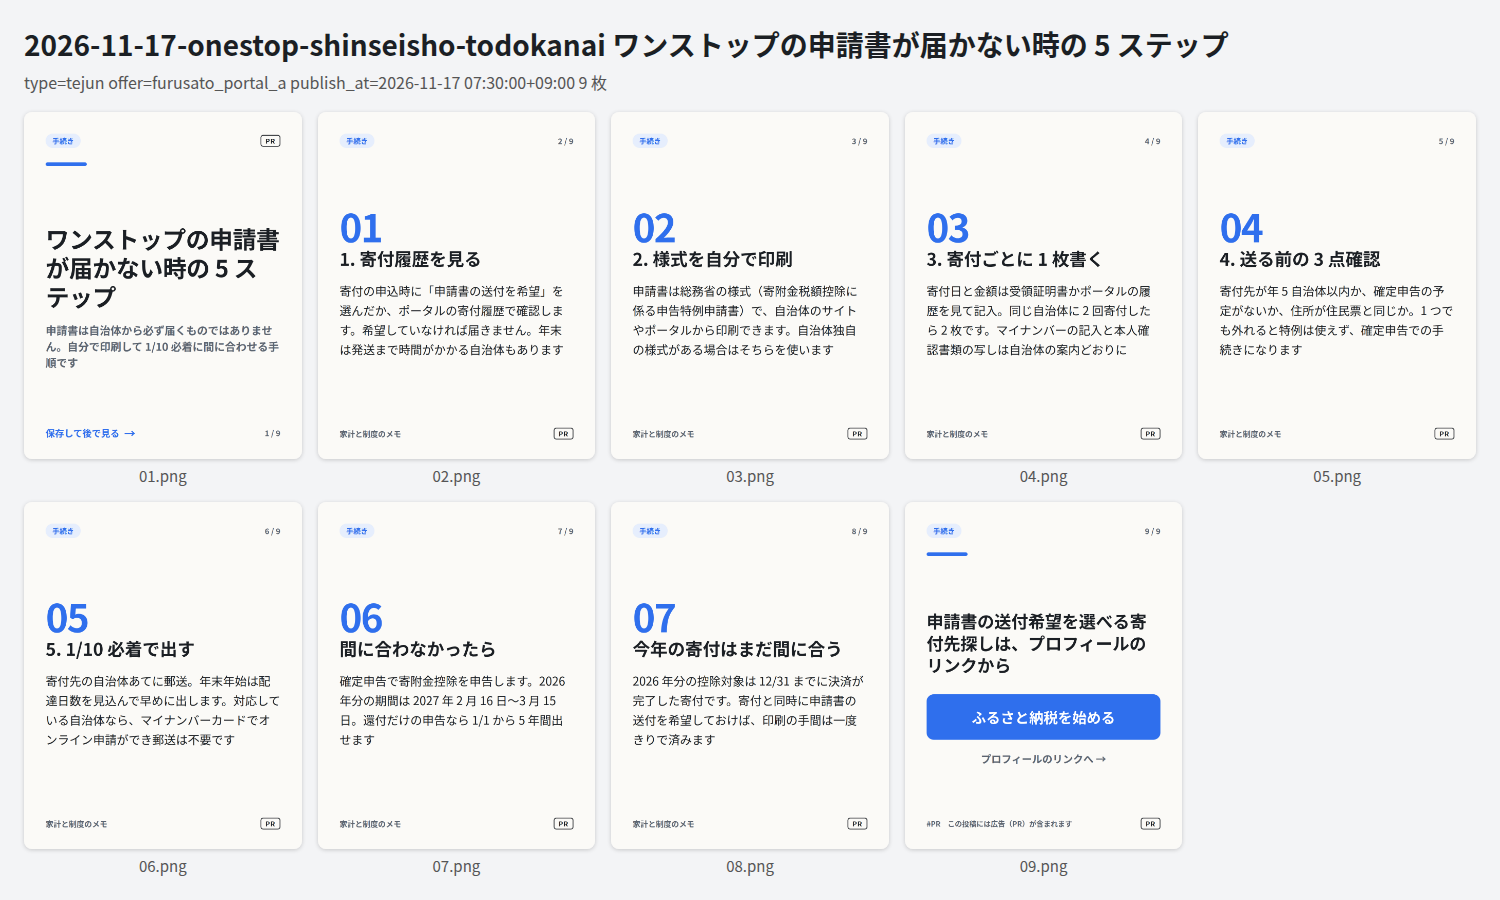 2026-11-17-onestop-shinseisho-todokanai ワンストップの申請書が届かない時の 5 ステップ
type=tejun offer=furusato_portal_a publish_at=2026-11-17 07:30:00+09:00 9 枚
手続き
PR
ワンストップの申請書
が届かない時の 5 ス
テップ
申請書は自治体から必ず届くものではありませ
ん。自分で印刷して 1/10 必着に間に合わせる手
順です
保存して後で見る →
1 / 9
01.png
手続き
2 / 9
01
1. 寄付履歴を見る
寄付の申込時に「申請書の送付を希望」を
選んだか、ポータルの寄付履歴で確認しま
す。希望していなければ届きません。年末
は発送まで時間がかかる自治体もあります
家計と制度のメモ
PR
02.png
手続き
3 / 9
02
2. 様式を自分で印刷
申請書は総務省の様式（寄附金税額控除に
係る申告特例申請書）で、自治体のサイト
やポータルから印刷できます。自治体独自
の様式がある場合はそちらを使います
家計と制度のメモ
PR
03.png
手続き
4 / 9
03
3. 寄付ごとに 1 枚書く
寄付日と金額は受領証明書かポータルの履
歴を見て記入。同じ自治体に 2 回寄付した
ら 2 枚です。マイナンバーの記入と本人確
認書類の写しは自治体の案内どおりに
家計と制度のメモ
PR
04.png
手続き
5 / 9
04
4. 送る前の 3 点確認
寄付先が年 5 自治体以内か、確定申告の予
定がないか、住所が住民票と同じか。1 つで
も外れると特例は使えず、確定申告での手
続きになります
家計と制度のメモ
PR
05.png
手続き
6 / 9
05
5. 1/10 必着で出す
寄付先の自治体あてに郵送。年末年始は配
達日数を見込んで早めに出します。対応して
いる自治体なら、マイナンバーカードでオ
ンライン申請ができ郵送は不要です
家計と制度のメモ
PR
06.png
手続き
7 / 9
06
間に合わなかったら
確定申告で寄附金控除を申告します。2026
年分の期間は 2027 年 2 月 16 日〜3 月 15
日。還付だけの申告なら 1/1 から 5 年間出
せます
家計と制度のメモ
PR
07.png
手続き
8 / 9
07
今年の寄付はまだ間に合う
2026 年分の控除対象は 12/31 までに決済が
完了した寄付です。寄付と同時に申請書の
送付を希望しておけば、印刷の手間は一度
きりで済みます
家計と制度のメモ
PR
08.png
手続き
9 / 9
申請書の送付希望を選べる寄
付先探しは、プロフィールの
リンクから
ふるさと納税を始める
プロフィールのリンクへ →
#PR この投稿には広告（PR）が含まれます
PR
09.png